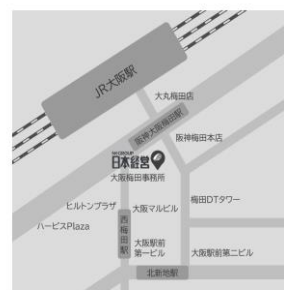 JR大阪駅
大丸梅田店
阪神大阪梅田駅
阪神梅田本店
NK GROUP
日本経営
大阪梅田事務所
ヒルトンプラザ
大阪マルビル
梅田DTタワー
ハービスPlaza
西梅田駅
大阪駅前
第一ビル
大阪駅前第二ビル
北新地駅